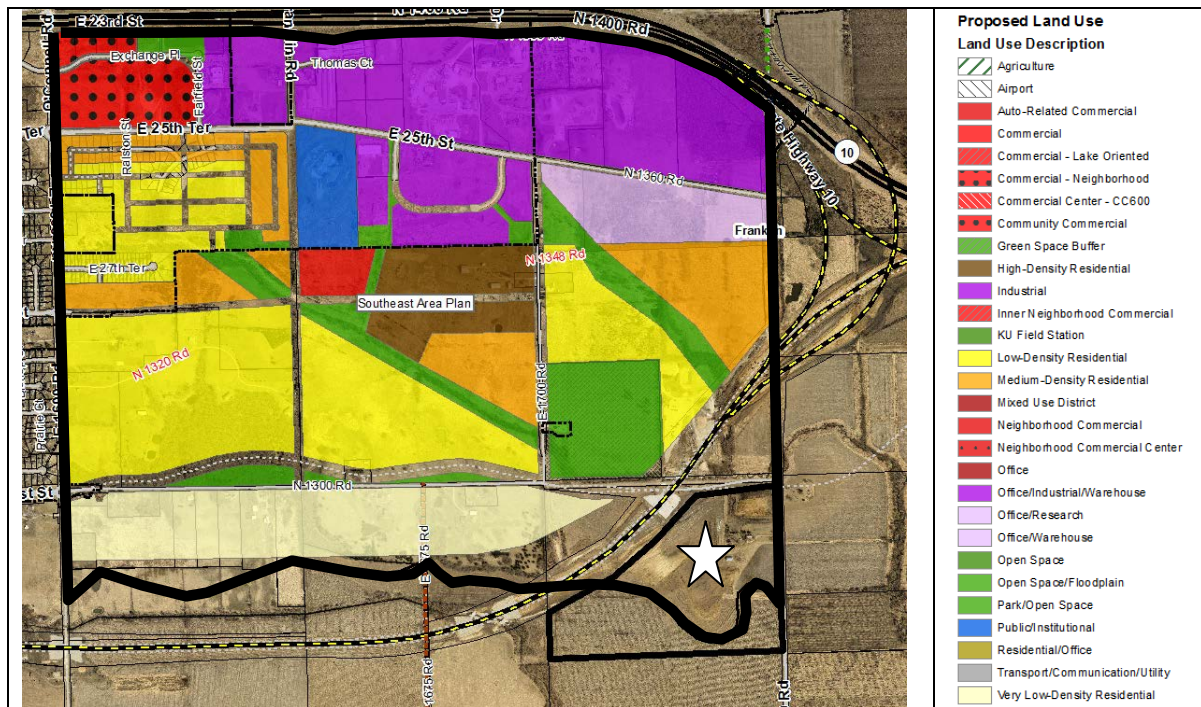 E 23rd St
N 1400 Rd
Exchange Pl
Fairfield St
Thomas Ct
E 25th Ter
Ralston St
E 25th St
N 1360 Rd
10
E 27th Ter
N 1348 Rd
Southeast Area Plan
N 1320 Rd
E 1700 Rd
Prairie Ct
N 1300 Rd
1675 Rd
Rd
Proposed Land Use
Land Use Description
Agriculture
Airport
Auto-Related Commercial
Commercial
Commercial - Lake Oriented
Commercial - Neighborhood
Commercial Center - CC600
Community Commercial
Green Space Buffer
High-Density Residential
Industrial
Inner Neighborhood Commercial
KU Field Station
Low-Density Residential
Medium-Density Residential
Mixed Use District
Neighborhood Commercial
Neighborhood Commercial Center
Office
Office/Industrial/Warehouse
Office/Research
Office/Warehouse
Open Space
Open Space/Floodplain
Park/Open Space
Public/Institutional
Residential/Office
Transport/Communication/Utility
Very Low-Density Residential